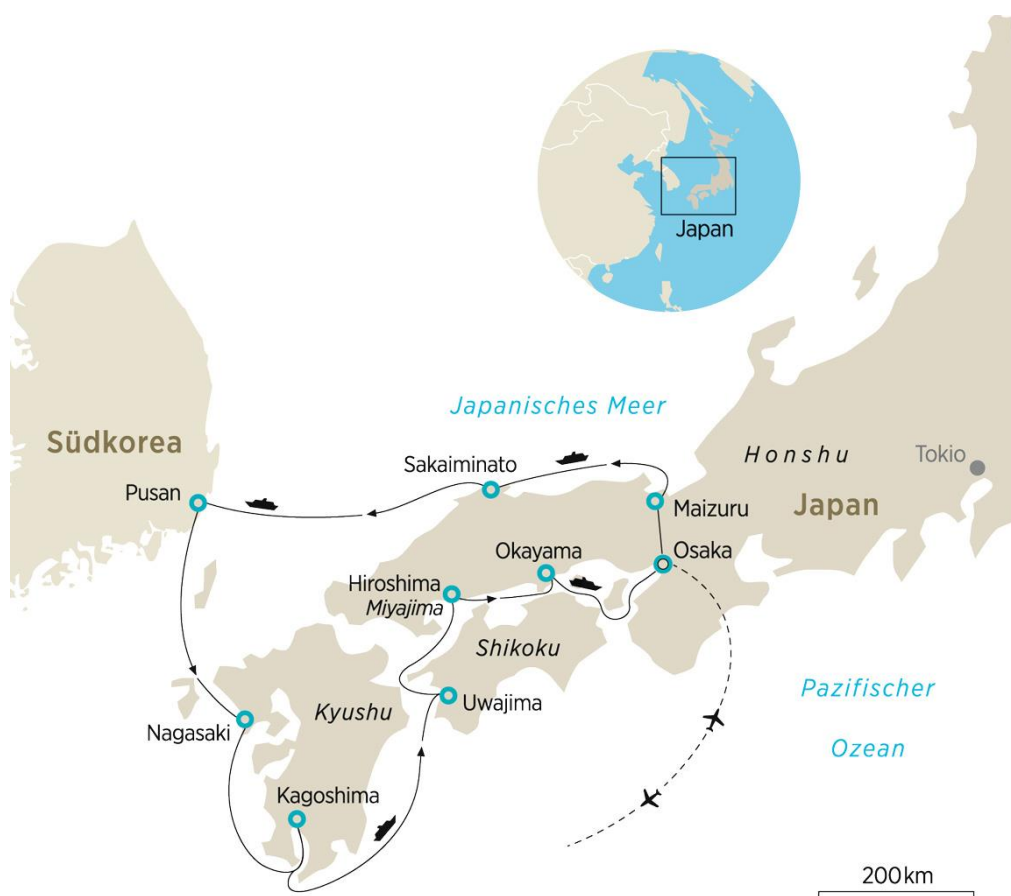 Japan
Japanisches Meer
Südkorea
Honshu
Tokio
Sakaiminato
Pusan
Maizuru
Japan
Okayama
Osaka
Hiroshima
Miyajima
Shikoku
Pazifischer
Uwajima
Kyushu
Nagasaki
Ozean
Kagoshima
200 km